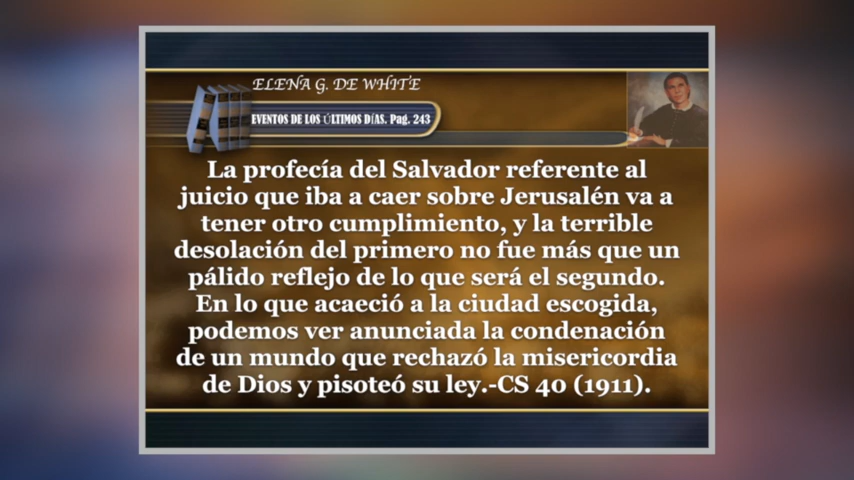 ELENA G. DE WHITE
EVENTOS DE LOS ÚLTIMOS DÍAS. Pag. 243
La profecía del Salvador referente al
juicio que iba a caer sobre Jerusalén va a
tener otro cumplimiento, y la terrible
desolación del primero no fue más que un
pálido reflejo de lo que será el segundo.
En lo que acaeció a la ciudad escogida,
podemos ver anunciada la condenación
de un mundo que rechazó la misericordia
de Dios y pisoteó su ley.-CS 40 (1911).